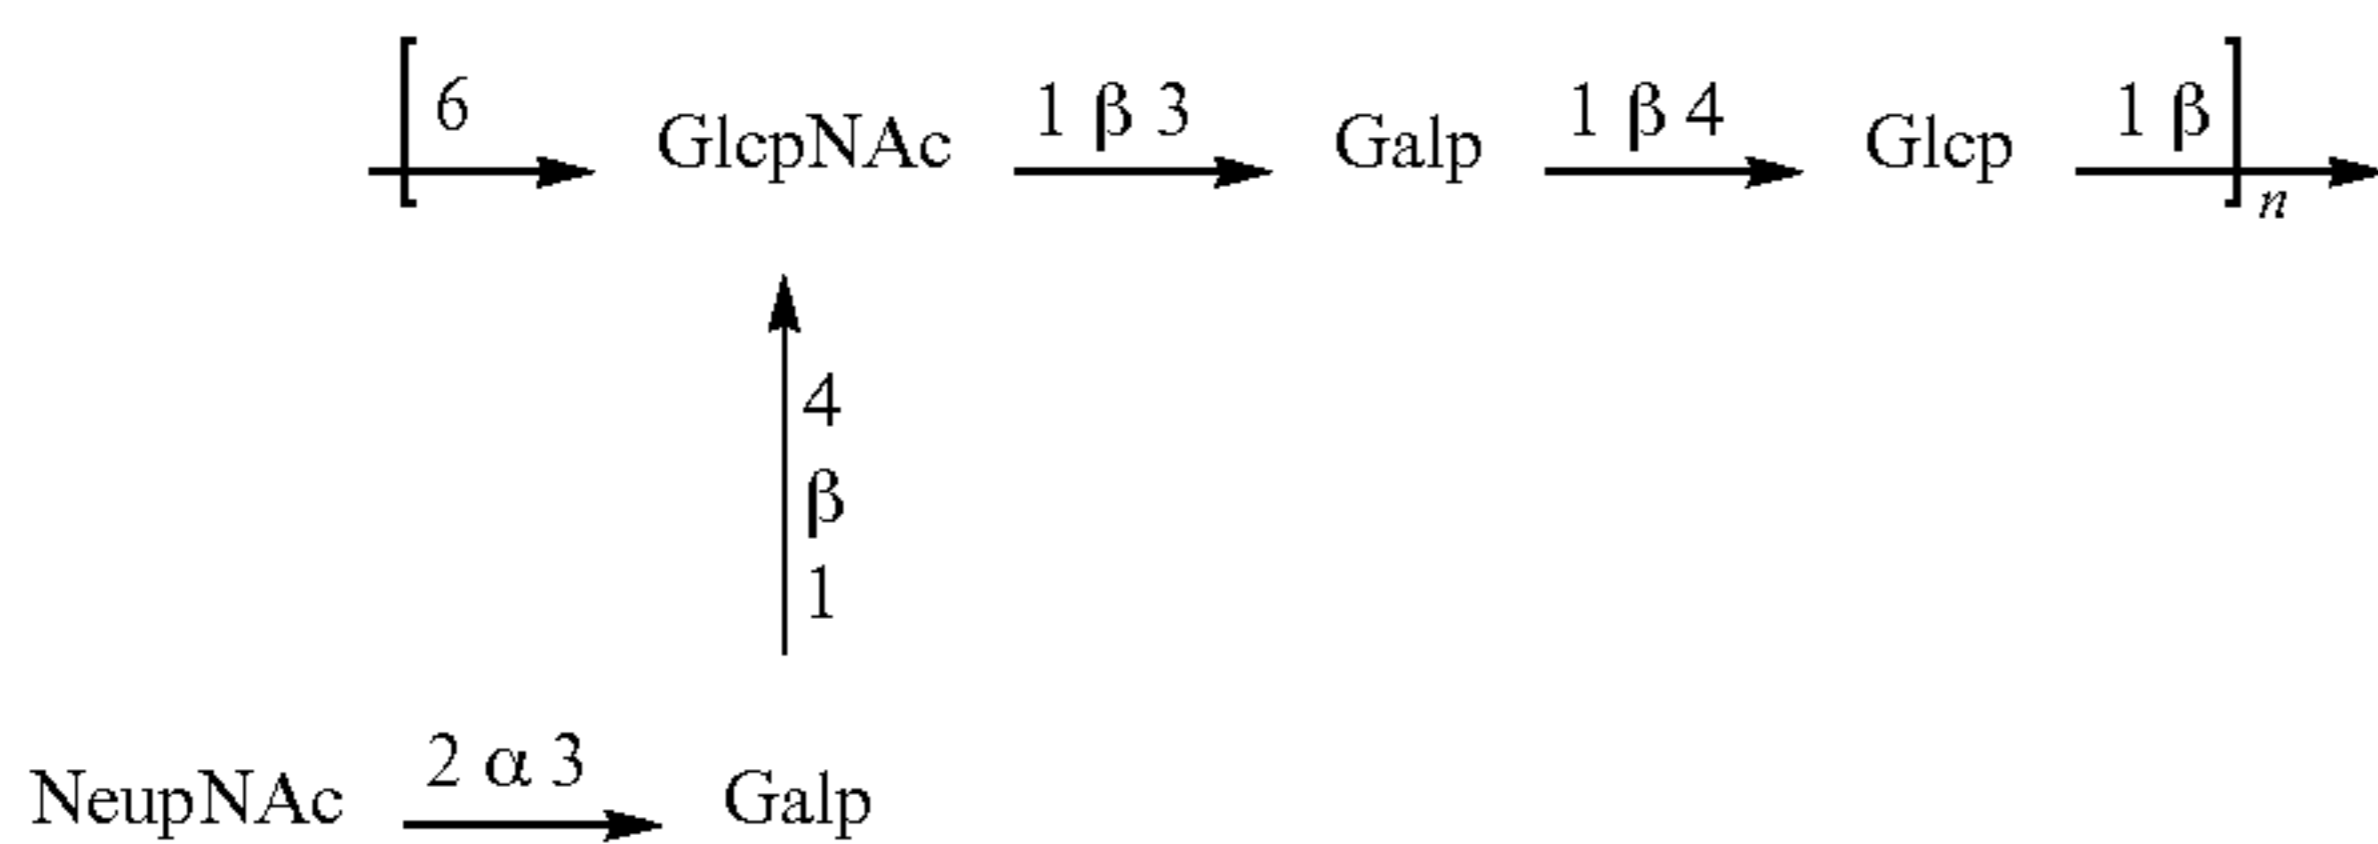 [ 6 GlcpNAc 1 β 3 Galp 1 β 4 Glcp 1 β ] n
4
β
1
NeupNAc 2 α 3 Galp